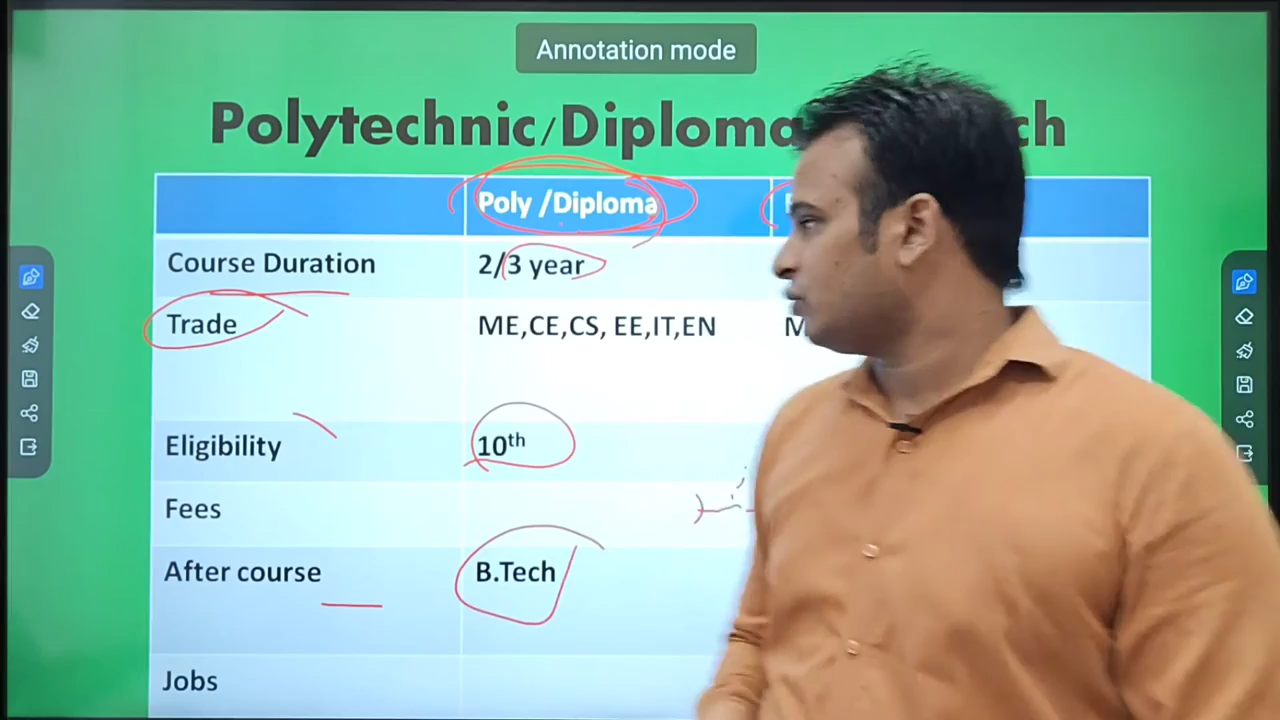 Annotation mode
Polytechnic/Diploma
Poly /Diploma
Course Duration 2/3 year
Trade ME,CE,CS, EE,IT,EN
Eligibility 10th
Fees
After course B.Tech
Jobs